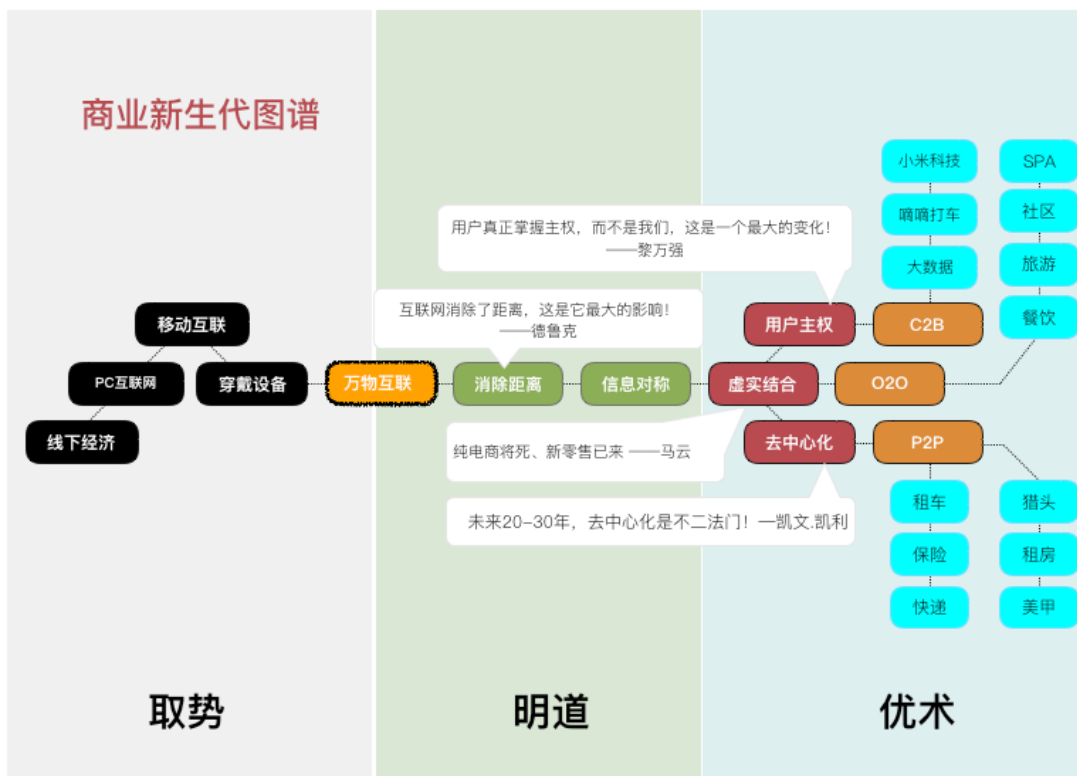 商业新生代图谱
小米科技
SPA
嘀嘀打车
社区
用户真正掌握主权，而不是我们，这是一个最大的变化！
——黎万强
大数据
旅游
互联网消除了距离，这是它最大的影响！
——德鲁克
移动互联
用户主权
C2B
餐饮
PC互联网
穿戴设备
万物互联
消除距离
信息对称
虚实结合
O2O
线下经济
纯电商将死、新零售已来 ——马云
去中心化
P2P
未来20-30年，去中心化是不二法门！—凯文.凯利
租车
猎头
保险
租房
快递
美甲
取势
明道
优术